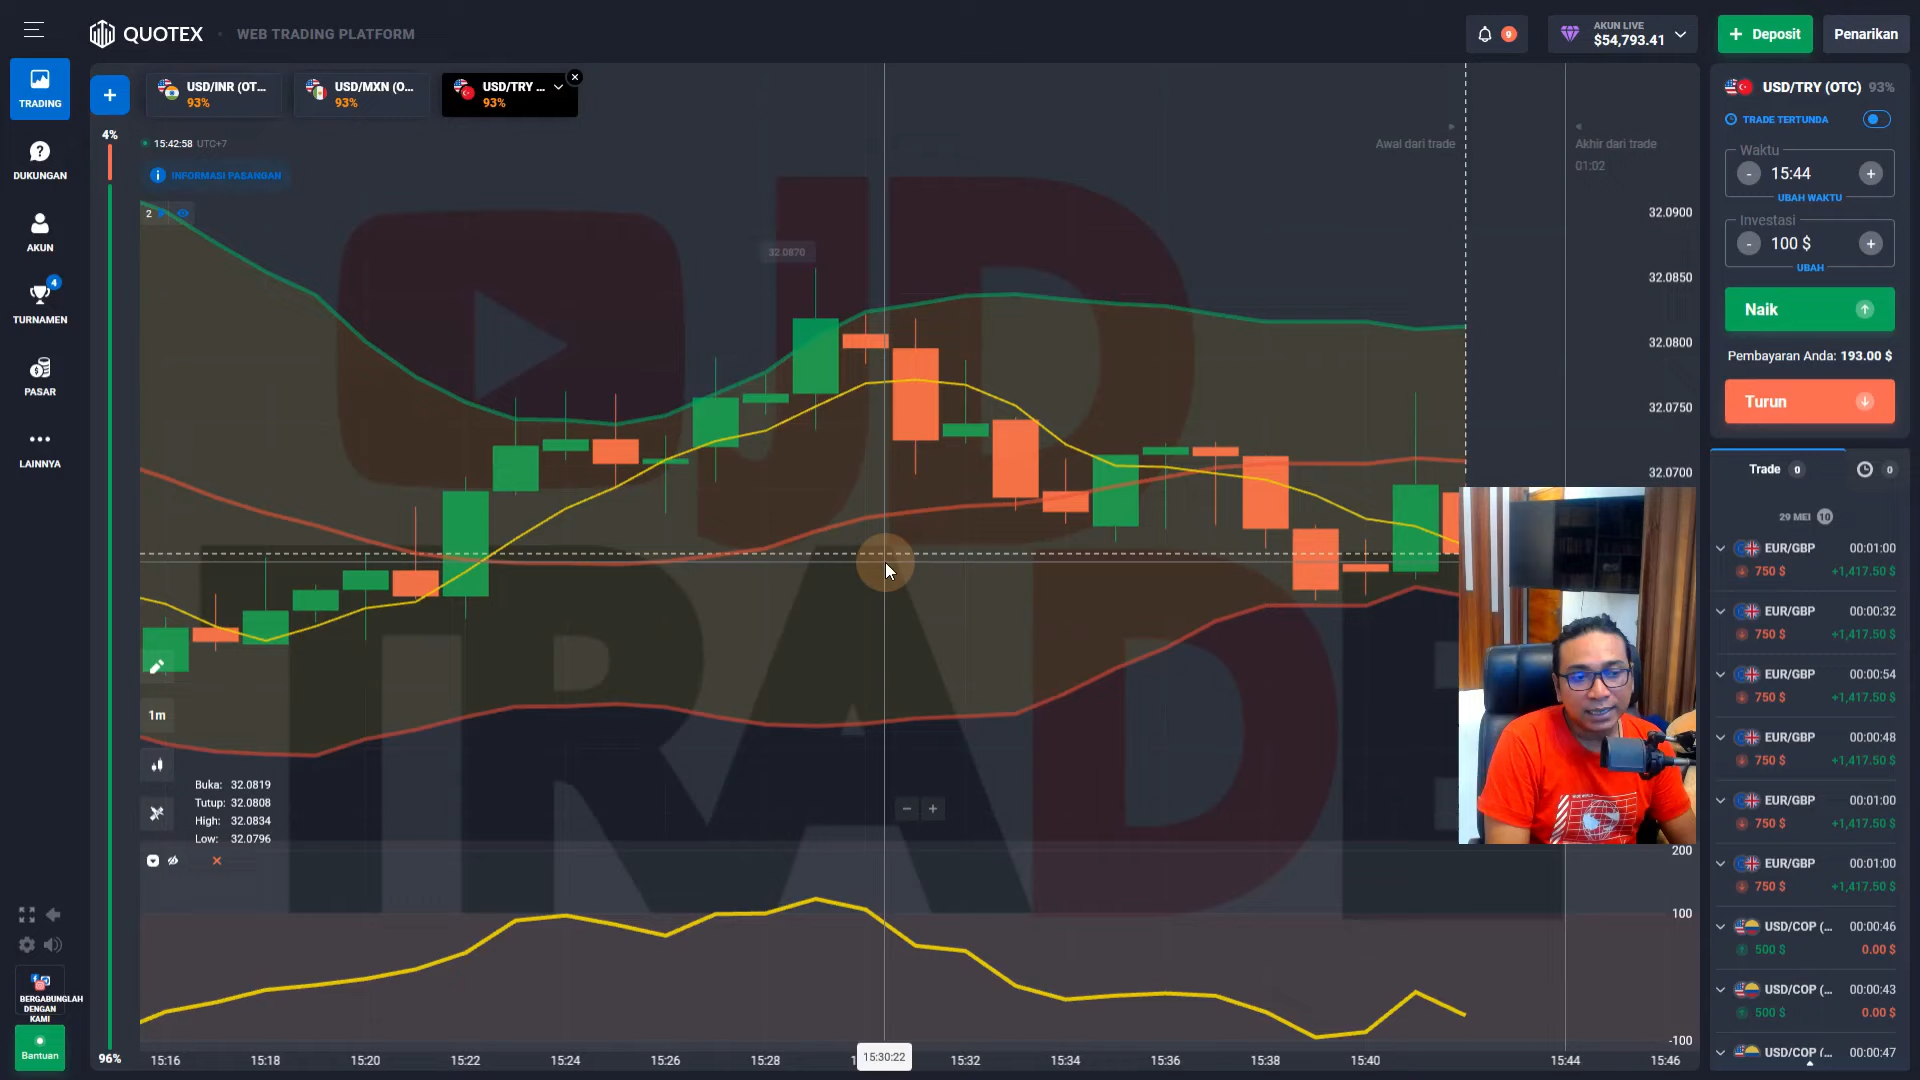 QUOTEX
WEB TRADING PLATFORM
9
AKUN LIVE
$54,793.41
+ Deposit
Penarikan
TRADING
DUKUNGAN
AKUN
4
TURNAMEN
PASAR
LAINNYA
BERGABUNGLAH
DENGAN
KAMI
Bantuan
+
USD/INR (OT...
93%
USD/MXN (O...
93%
USD/TRY ...
93%
4%
96%
15:42:58 UTC+7
INFORMASI PASANGAN
2
32.0870
Awal dari trade
Akhir dari trade
01:02
JD
TRADE
32.0900
32.0850
32.0800
32.0750
32.0700
1m
Buka: 32.0819
Tutup: 32.0808
High: 32.0834
Low: 32.0796
200
100
-100
15:16
15:18
15:20
15:22
15:24
15:26
15:28
15:30:22
15:32
15:34
15:36
15:38
15:40
15:44
15:46
USD/TRY (OTC) 93%
TRADE TERTUNDA
Waktu
- 15:44 +
UBAH WAKTU
Investasi
- 100 $ +
UBAH
Naik
Pembayaran Anda: 193.00 $
Turun
Trade 0
0
29 MEI 10
EUR/GBP 00:01:00
750 $ +1,417.50 $
EUR/GBP 00:00:32
750 $ +1,417.50 $
EUR/GBP 00:00:54
750 $ +1,417.50 $
EUR/GBP 00:00:48
750 $ +1,417.50 $
EUR/GBP 00:01:00
750 $ +1,417.50 $
EUR/GBP 00:01:00
750 $ +1,417.50 $
USD/COP (... 00:00:46
500 $ 0.00 $
USD/COP (... 00:00:43
500 $ 0.00 $
USD/COP (... 00:00:47